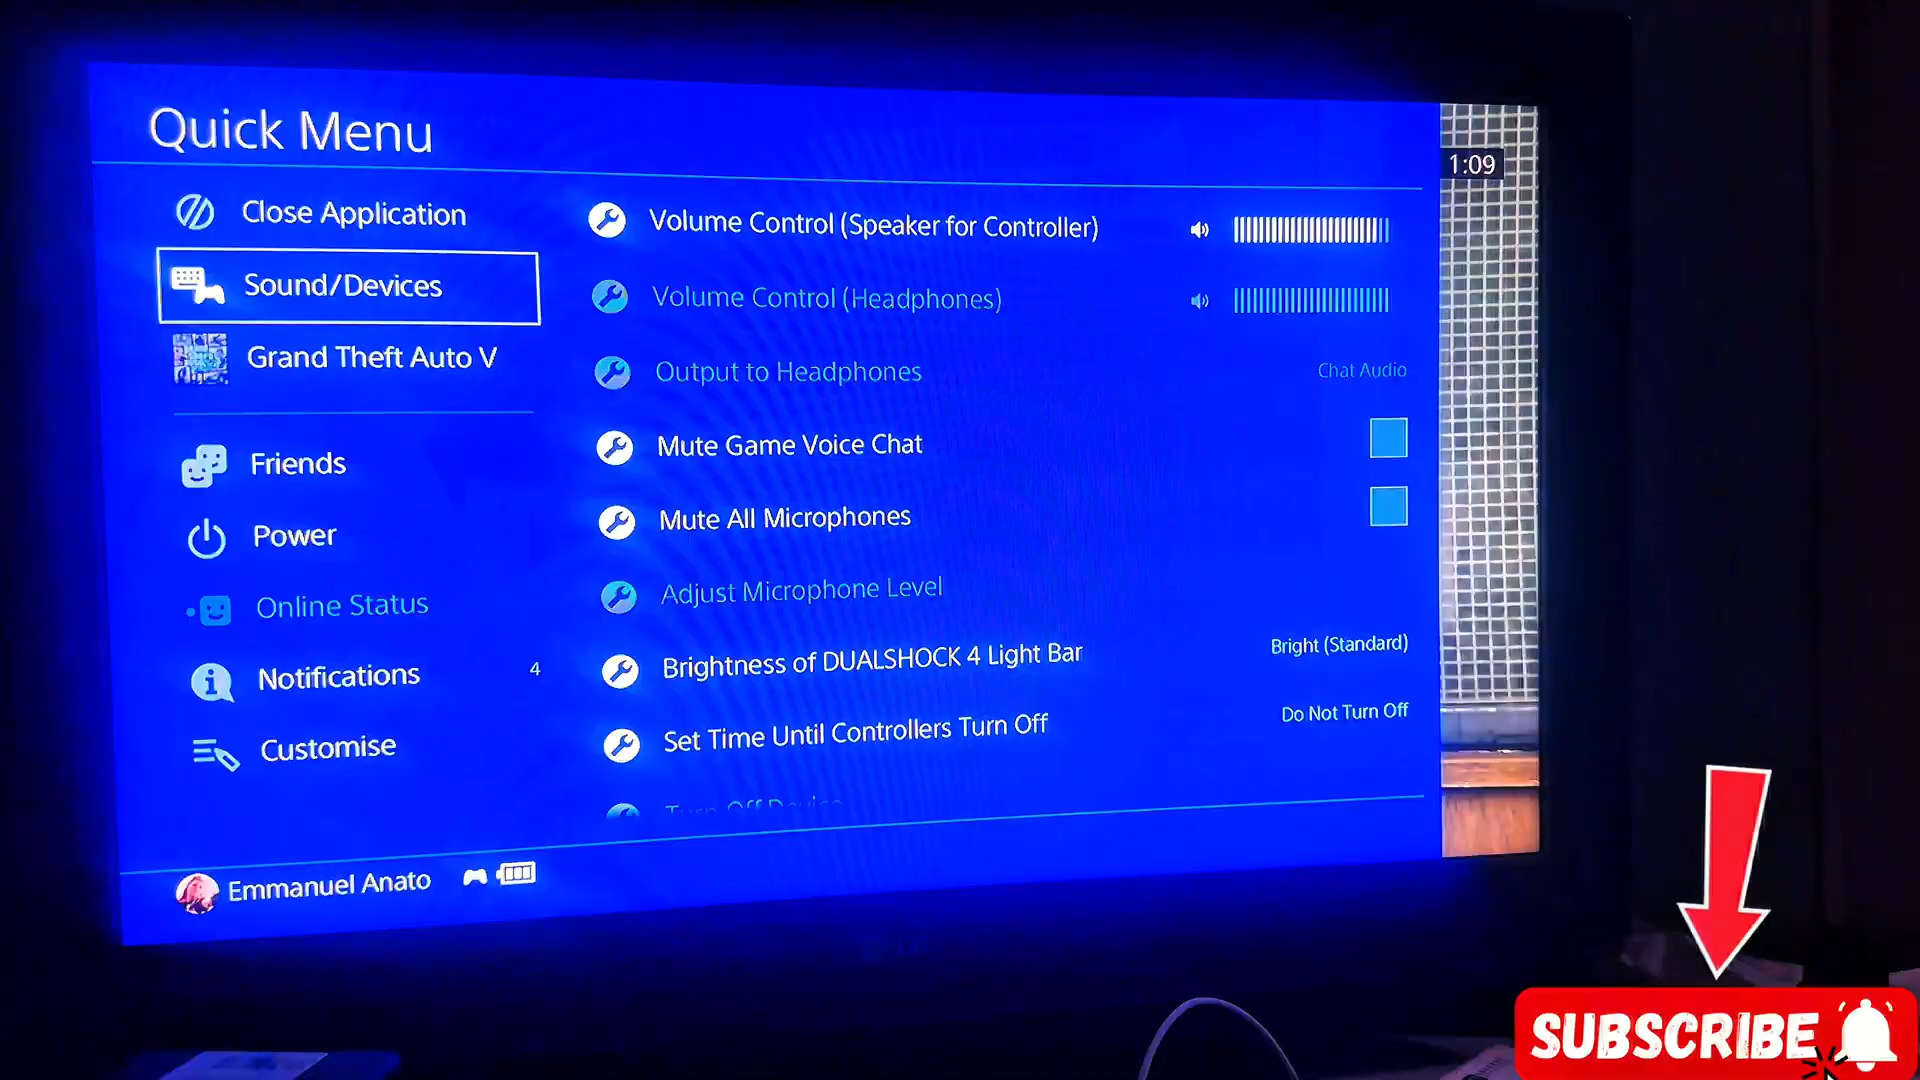 Quick Menu
1:09
Close Application
Sound/Devices
Grand Theft Auto V
Friends
Power
Online Status
Notifications 4
Customise
Volume Control (Speaker for Controller)
Volume Control (Headphones)
Output to Headphones Chat Audio
Mute Game Voice Chat
Mute All Microphones
Adjust Microphone Level
Brightness of DUALSHOCK 4 Light Bar Bright (Standard)
Set Time Until Controllers Turn Off Do Not Turn Off
Turn Off Device
Emmanuel Anato
SUBSCRIBE